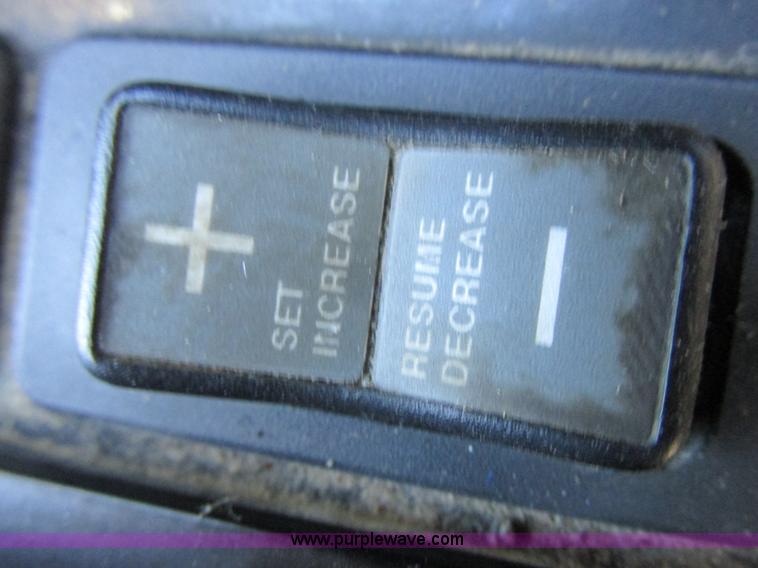 +
SET
INCREASE
RESUME
DECREASE
–
www.purplewave.com